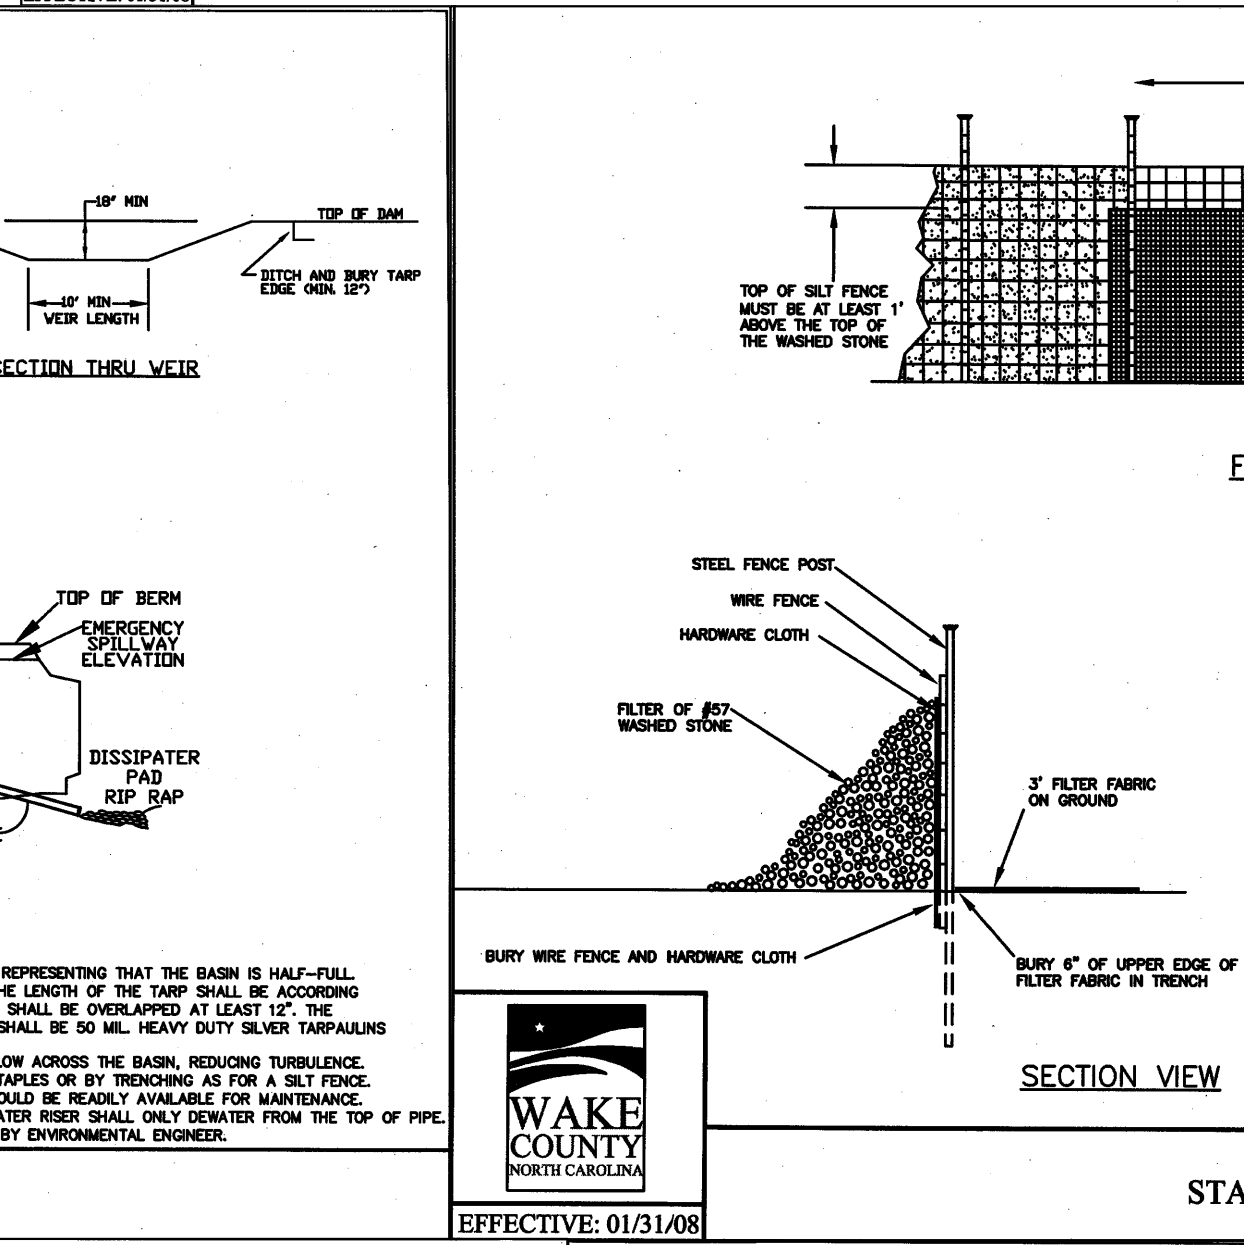 18" MIN
TOP OF DAM
DITCH AND BURY TARP
EDGE (MIN. 12")
10' MIN
WEIR LENGTH
SECTION THRU WEIR
TOP OF BERM
EMERGENCY
SPILLWAY
ELEVATION
DISSIPATER
PAD
RIP RAP
REPRESENTING THAT THE BASIN IS HALF-FULL.
HE LENGTH OF THE TARP SHALL BE ACCORDING
SHALL BE OVERLAPPED AT LEAST 12". THE
SHALL BE 50 MIL HEAVY DUTY SILVER TARPAULINS
LOW ACROSS THE BASIN, REDUCING TURBULENCE.
TAPLES OR BY TRENCHING AS FOR A SILT FENCE.
OULD BE READILY AVAILABLE FOR MAINTENANCE.
ATER RISER SHALL ONLY DEWATER FROM THE TOP OF PIPE.
BY ENVIRONMENTAL ENGINEER.
TOP OF SILT FENCE
MUST BE AT LEAST 1'
ABOVE THE TOP OF
THE WASHED STONE
F
STEEL FENCE POST
WIRE FENCE
HARDWARE CLOTH
FILTER OF #57
WASHED STONE
3' FILTER FABRIC
ON GROUND
BURY WIRE FENCE AND HARDWARE CLOTH
BURY 6" OF UPPER EDGE OF
FILTER FABRIC IN TRENCH
SECTION VIEW
WAKE
COUNTY
NORTH CAROLINA
EFFECTIVE: 01/31/08
STA